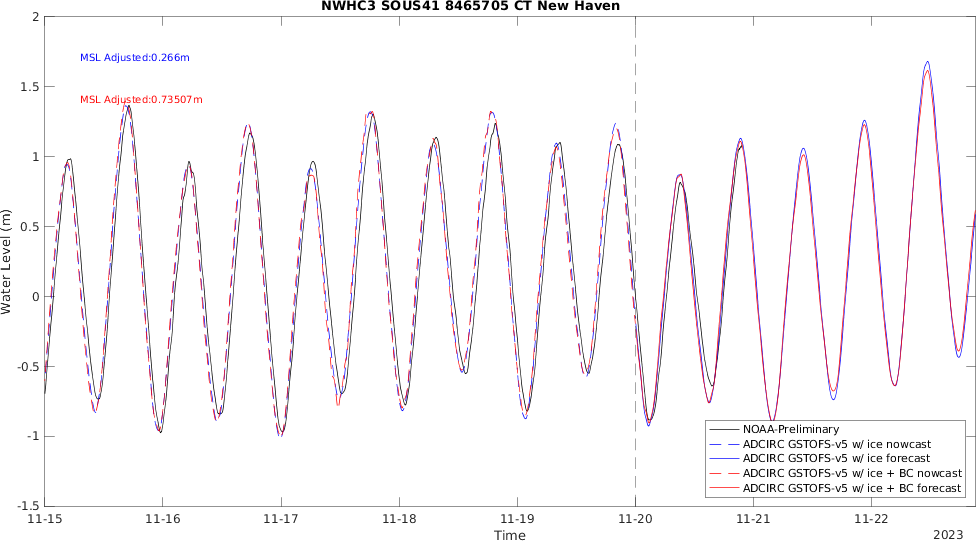 NWHC3 SOUS41 8465705 CT New Haven
2
1.5
1
0.5
0
-0.5
-1
-1.5
Water Level (m)
MSL Adjusted:0.266m
MSL Adjusted:0.73507m
NOAA-Preliminary
ADCIRC GSTOFS-v5 w/ ice nowcast
ADCIRC GSTOFS-v5 w/ ice forecast
ADCIRC GSTOFS-v5 w/ ice + BC nowcast
ADCIRC GSTOFS-v5 w/ ice + BC forecast
11-15 11-16 11-17 11-18 11-19 11-20 11-21 11-22
Time
2023